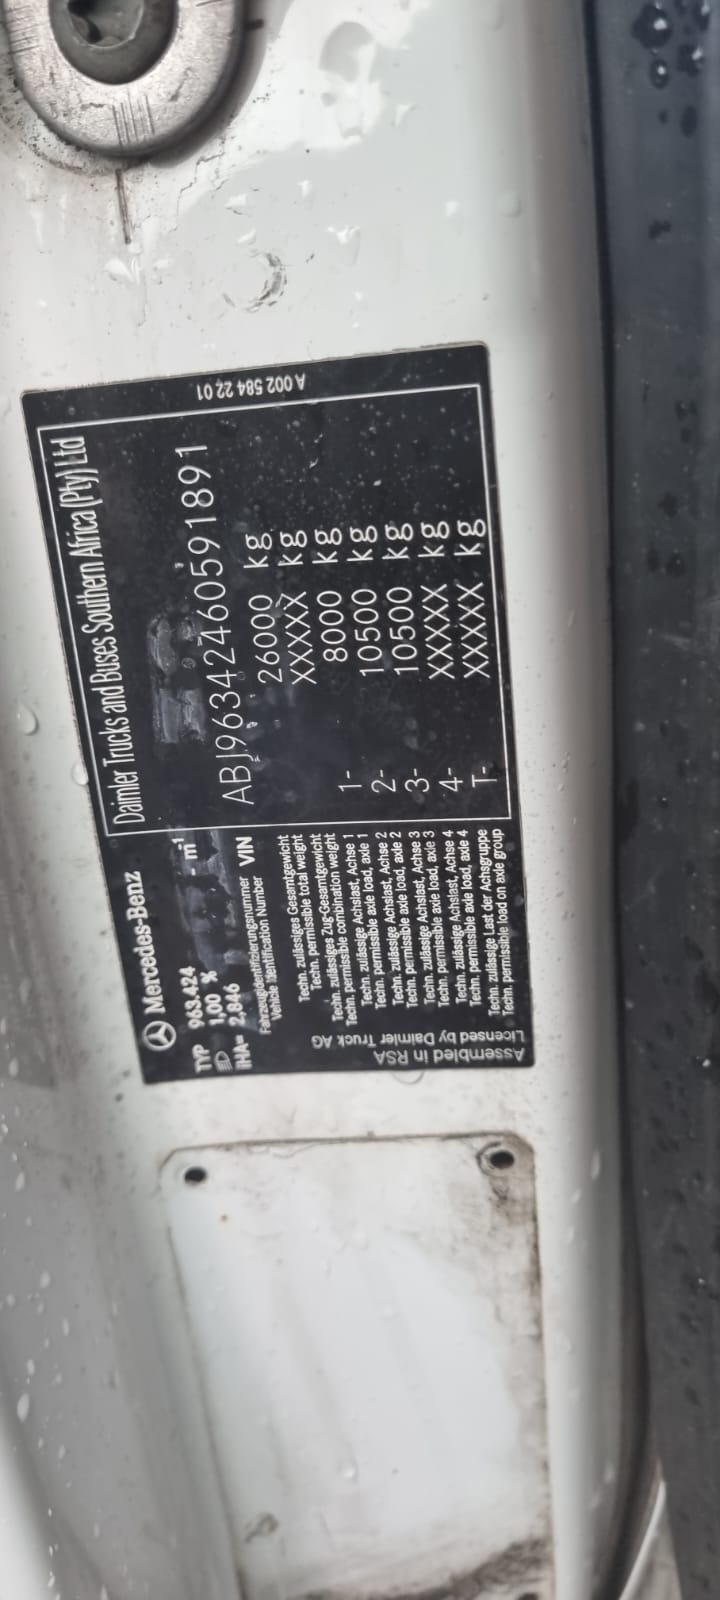 Mercedes-Benz
Daimler Trucks and Buses Southern Africa (Pty) Ltd
TYP 963.424
1,00 %
iHA= 2,846 - m⁻¹
Fahrzeugidentifizierungsnummer
Vehicle Identification Number VIN ABJ96342460591891
Techn. zulässiges Gesamtgewicht
Techn. permissible total weight 26000 kg
Techn. zulässiges Zug-Gesamtgewicht
Techn. permissible combination weight XXXXX kg
Techn. zulässige Achslast, Achse 1
Techn. permissible axle load, axle 1 1- 8000 kg
Techn. zulässige Achslast, Achse 2
Techn. permissible axle load, axle 2 2- 10500 kg
Techn. zulässige Achslast, Achse 3
Techn. permissible axle load, axle 3 3- 10500 kg
Techn. zulässige Achslast, Achse 4
Techn. permissible axle load, axle 4 4- XXXXX kg
Techn. zulässige Last der Achsgruppe
Techn. permissible load on axle group T- XXXXX kg
Assembled in RSA
Licensed by Daimler Truck AG
A 002 584 22 01